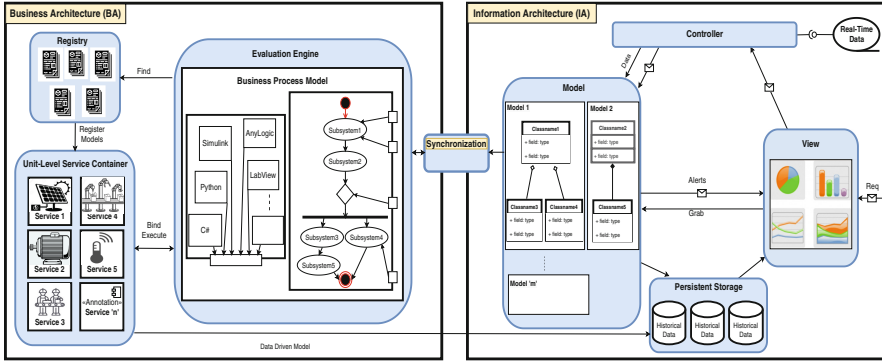 Business Architecture (BA)
Registry
Find
Register
Models
Unit-Level Service Container
Service 1
Service 4
Service 2
Service 5
Service 3
«Annotation»
Service 'n'
Bind
Execute
Evaluation Engine
Business Process Model
Simulink
AnyLogic
Python
LabView
C#
Subsystem1
Subsystem2
Subsystem3
Subsystem4
Subsystem5
Data Driven Model
Synchronization
Information Architecture (IA)
Controller
Real-Time
Data
Data
Model
Model 1
Model 2
Classname1
+ field: type
+ field: type
Classname2
+ field: type
+ field: type
Classname3
+ field: type
+ field: type
Classname4
+ field: type
+ field: type
Classname5
+ field: type
+ field: type
Model 'm'
Alerts
Grab
View
Req
Persistent Storage
Historical
Data
Historical
Data
Historical
Data